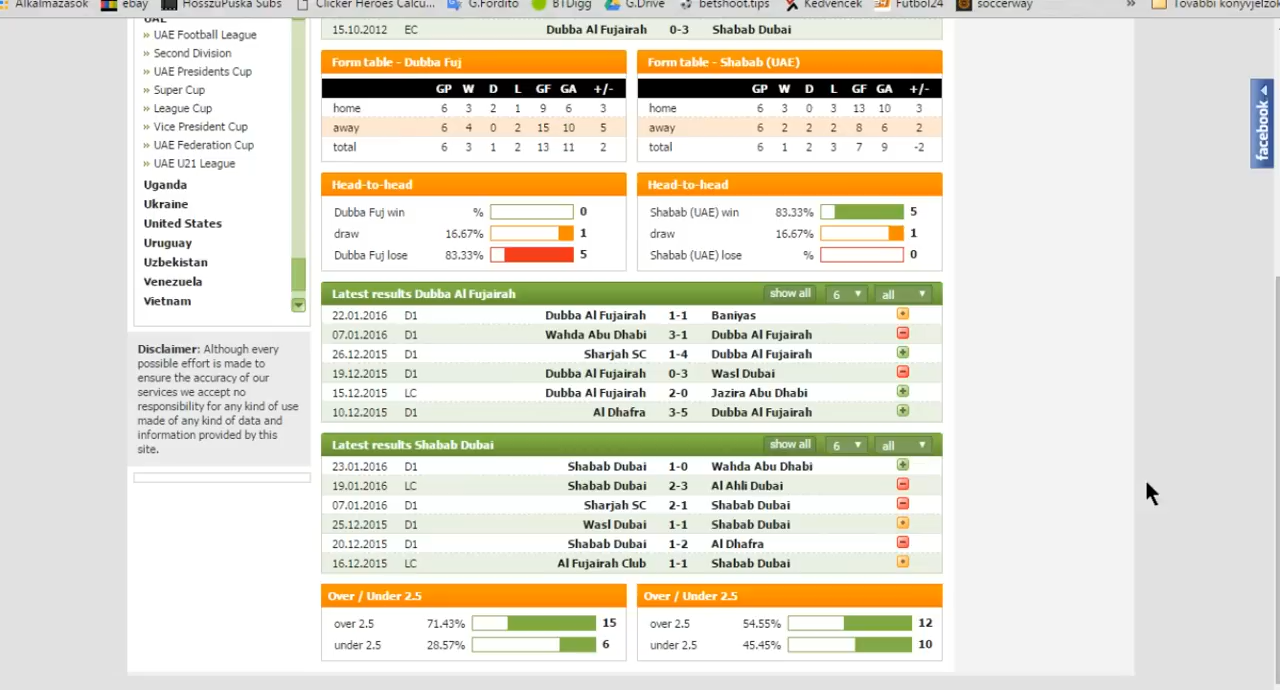 Alkalmazások ebay HosszúPuska Subs Clicker Heroes Calcu... G.Fordító BTDigg G.Drive betshoot.tips Kedvencek Futbol24 soccerway » További könyvjelzők
UAE
» UAE Football League
» Second Division
» UAE Presidents Cup
» Super Cup
» League Cup
» Vice President Cup
» UAE Federation Cup
» UAE U21 League
Uganda
Ukraine
United States
Uruguay
Uzbekistan
Venezuela
Vietnam
Disclaimer: Although every
possible effort is made to
ensure the accuracy of our
services we accept no
responsibility for any kind of use
made of any kind of data and
information provided by this
site.
15.10.2012 EC Dubba Al Fujairah 0-3 Shabab Dubai
Form table - Dubba Fuj
GP W D L GF GA +/-
home 6 3 2 1 9 6 3
away 6 4 0 2 15 10 5
total 6 3 1 2 13 11 2
Form table - Shabab (UAE)
GP W D L GF GA +/-
home 6 3 0 3 13 10 3
away 6 2 2 2 8 6 2
total 6 1 2 3 7 9 -2
Head-to-head
Dubba Fuj win % 0
draw 16.67% 1
Dubba Fuj lose 83.33% 5
Head-to-head
Shabab (UAE) win 83.33% 5
draw 16.67% 1
Shabab (UAE) lose % 0
Latest results Dubba Al Fujairah show all 6 all
22.01.2016 D1 Dubba Al Fujairah 1-1 Baniyas
07.01.2016 D1 Wahda Abu Dhabi 3-1 Dubba Al Fujairah
26.12.2015 D1 Sharjah SC 1-4 Dubba Al Fujairah
19.12.2015 D1 Dubba Al Fujairah 0-3 Wasl Dubai
15.12.2015 LC Dubba Al Fujairah 2-0 Jazira Abu Dhabi
10.12.2015 D1 Al Dhafra 3-5 Dubba Al Fujairah
Latest results Shabab Dubai show all 6 all
23.01.2016 D1 Shabab Dubai 1-0 Wahda Abu Dhabi
19.01.2016 LC Shabab Dubai 2-3 Al Ahli Dubai
07.01.2016 D1 Sharjah SC 2-1 Shabab Dubai
25.12.2015 D1 Wasl Dubai 1-1 Shabab Dubai
20.12.2015 D1 Shabab Dubai 1-2 Al Dhafra
16.12.2015 LC Al Fujairah Club 1-1 Shabab Dubai
Over / Under 2.5
over 2.5 71.43% 15
under 2.5 28.57% 6
Over / Under 2.5
over 2.5 54.55% 12
under 2.5 45.45% 10
facebook